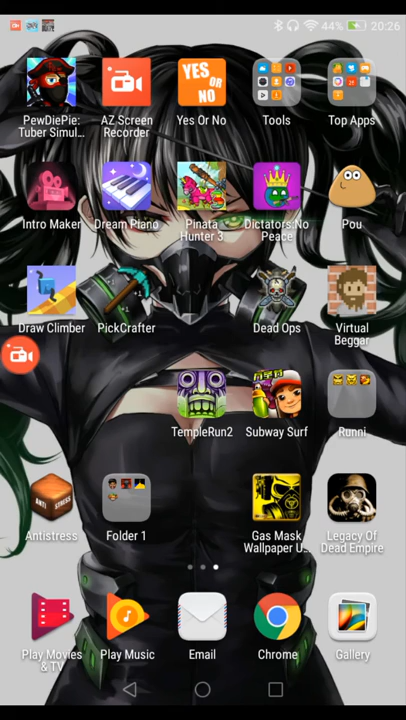 44% 20:26
YES OR NO
PewDiePie: Tuber Simul...
AZ Screen Recorder
Yes Or No
Tools
Top Apps
Intro Maker
Dream Piano
Pinata Hunter 3
Dictators:No Peace
Pou
+1
+1
Draw Climber
PickCrafter
Dead Ops
Virtual Beggar
TempleRun2
Subway Surf
Runni
ANTI STRESS
Antistress
Folder 1
Gas Mask Wallpaper U...
Legacy Of Dead Empire
Play Movies & TV
Play Music
Email
Chrome
Gallery